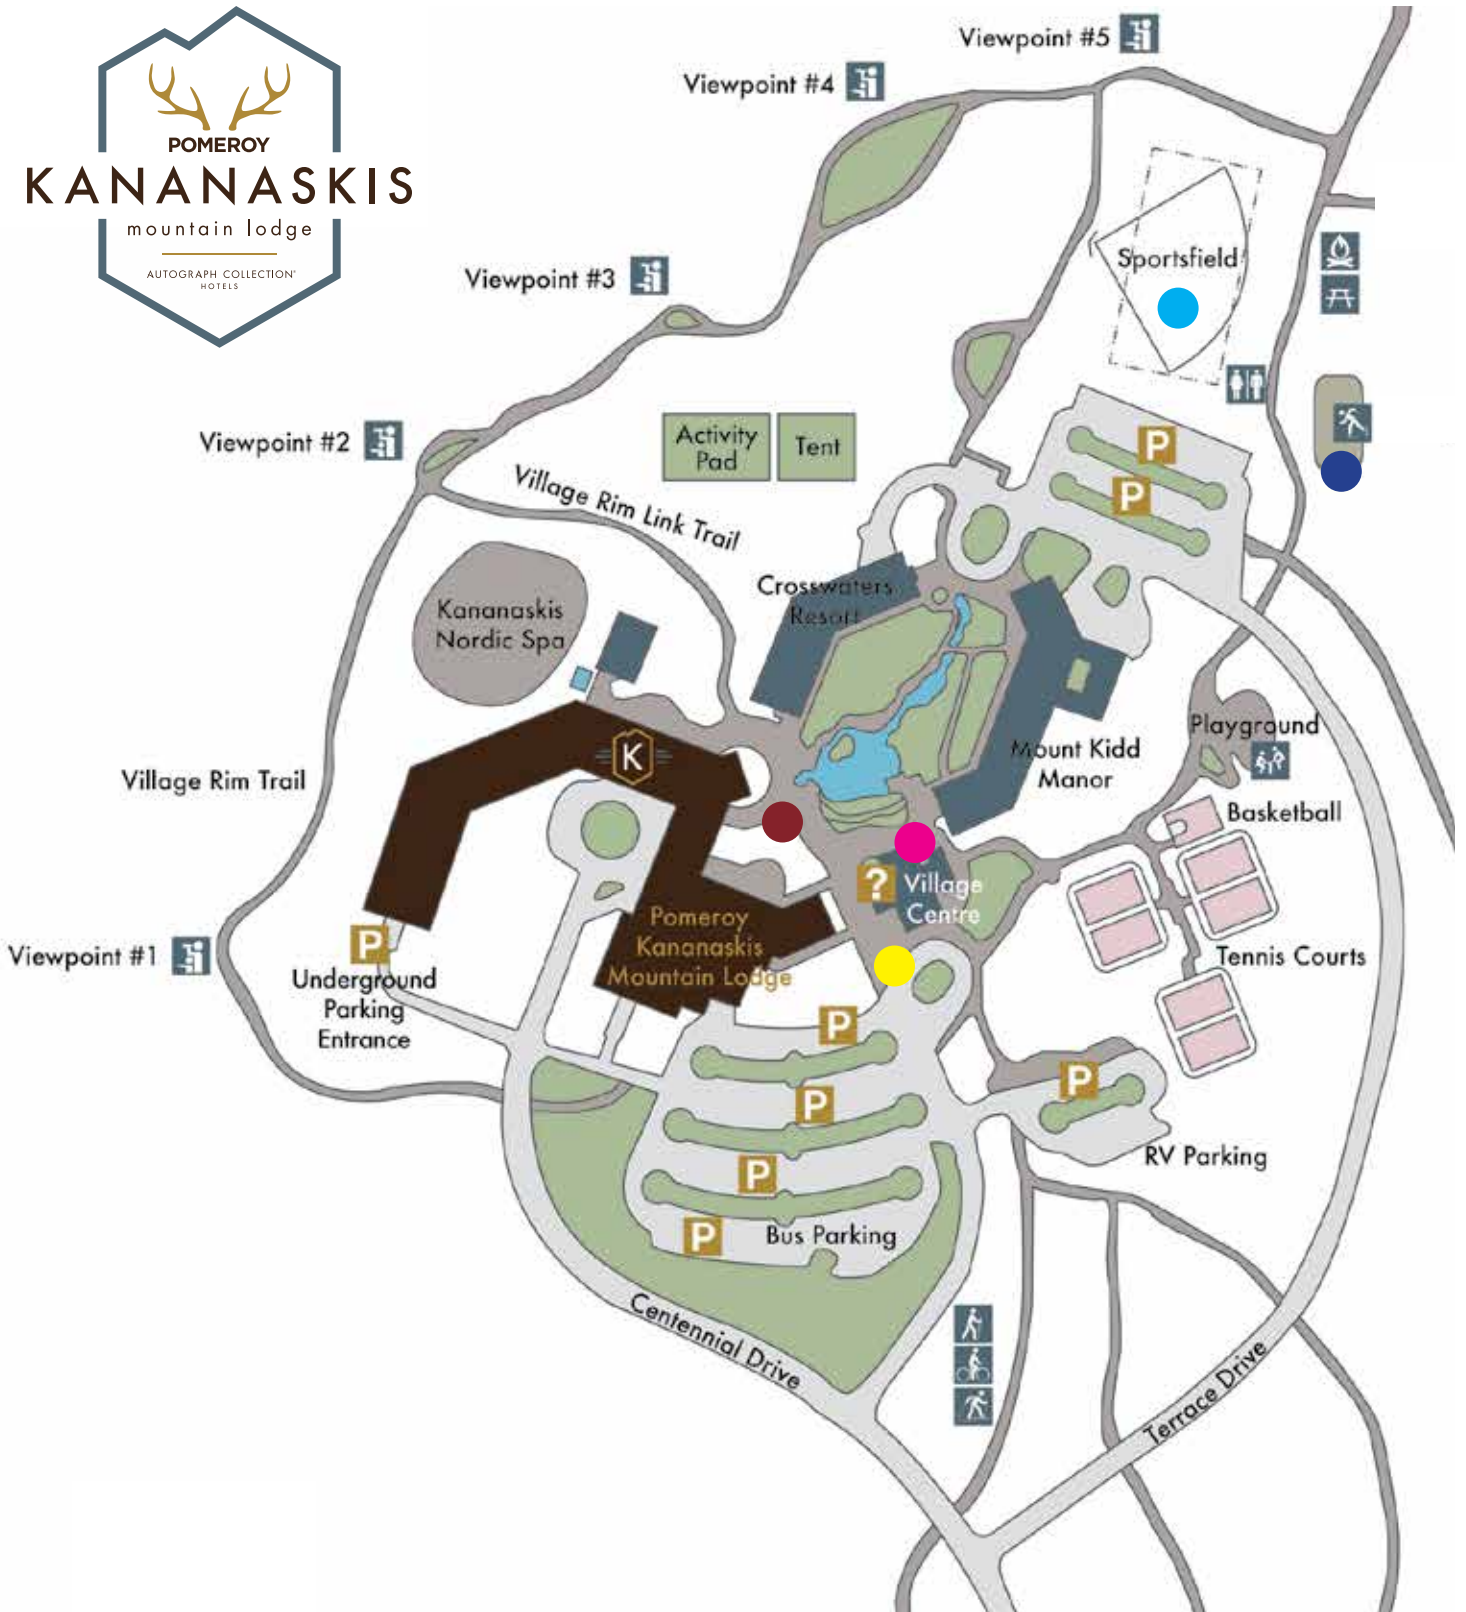 Viewpoint #5
Viewpoint #4
POMEROY
KANANASKIS
mountain lodge
AUTOGRAPH COLLECTION®
HOTELS
Sportsfield
Viewpoint #3
Viewpoint #2
Activity
Pad
Tent
P
P
Village Rim Link Trail
Crosswaters
Resort
Kananaskis
Nordic Spa
K
Playground
Mount Kidd
Manor
Village Rim Trail
Basketball
?
Village
Centre
Pomeroy
Kananaskis
Mountain Lodge
P
Viewpoint #1
Underground
Parking
Entrance
Tennis Courts
P
P
P
RV Parking
P
P
Bus Parking
Centennial Drive
Terrace Drive